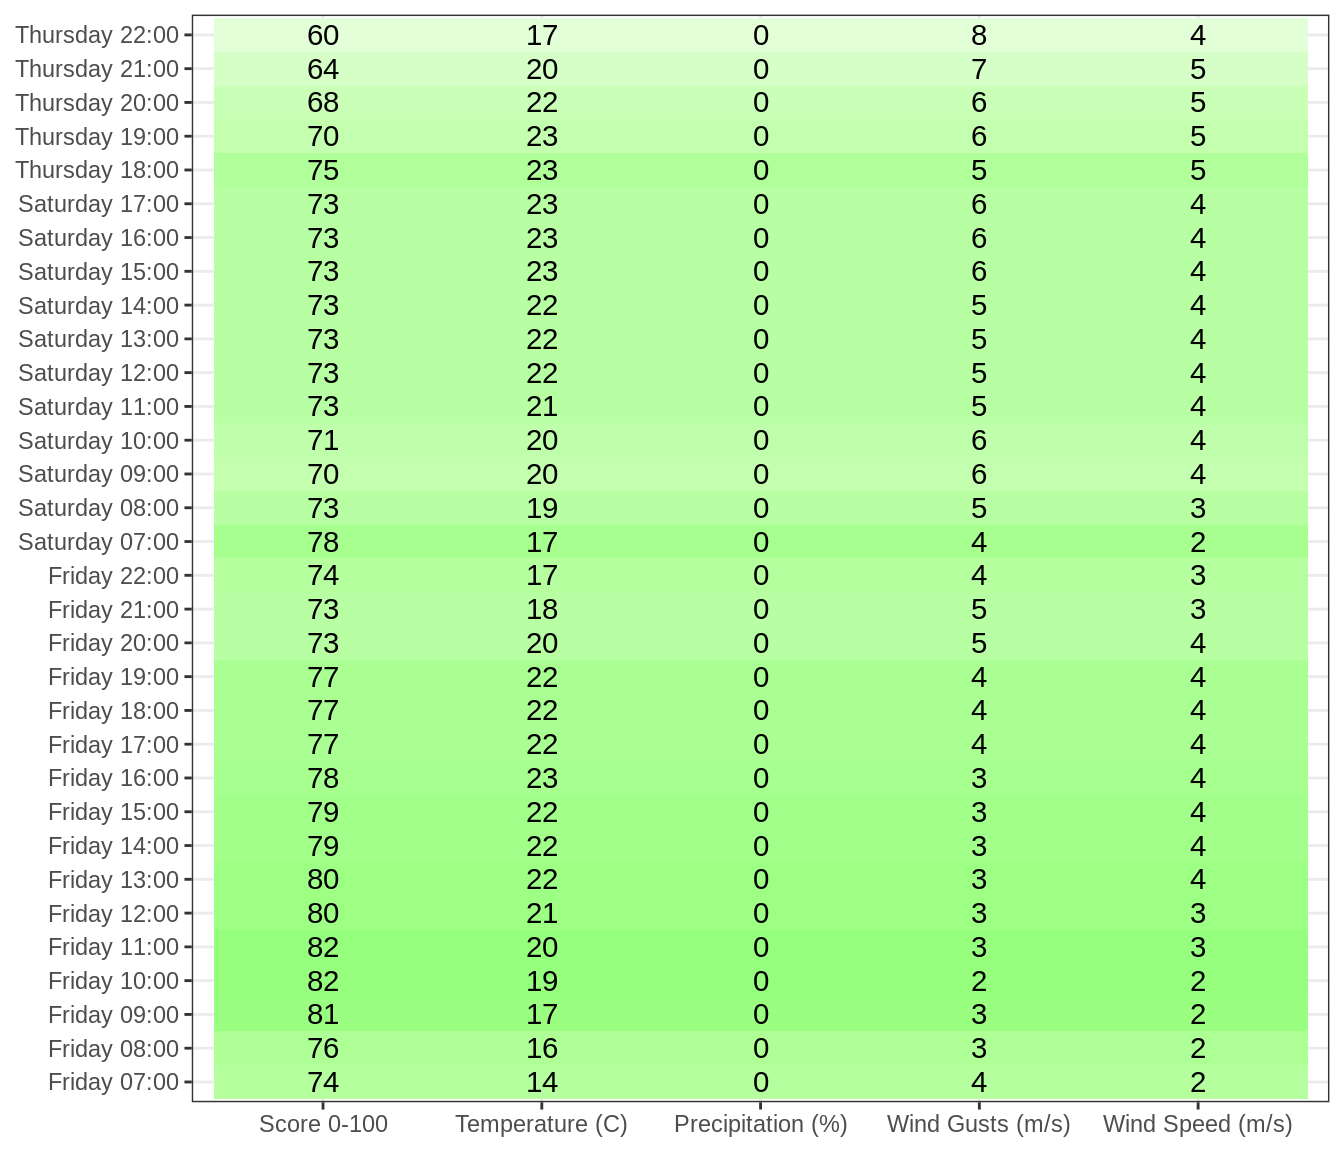 Thursday 22:00 60 17 0 8 4
Thursday 21:00 64 20 0 7 5
Thursday 20:00 68 22 0 6 5
Thursday 19:00 70 23 0 6 5
Thursday 18:00 75 23 0 5 5
Saturday 17:00 73 23 0 6 4
Saturday 16:00 73 23 0 6 4
Saturday 15:00 73 23 0 6 4
Saturday 14:00 73 22 0 5 4
Saturday 13:00 73 22 0 5 4
Saturday 12:00 73 22 0 5 4
Saturday 11:00 73 21 0 5 4
Saturday 10:00 71 20 0 6 4
Saturday 09:00 70 20 0 6 4
Saturday 08:00 73 19 0 5 3
Saturday 07:00 78 17 0 4 2
Friday 22:00 74 17 0 4 3
Friday 21:00 73 18 0 5 3
Friday 20:00 73 20 0 5 4
Friday 19:00 77 22 0 4 4
Friday 18:00 77 22 0 4 4
Friday 17:00 77 22 0 4 4
Friday 16:00 78 23 0 3 4
Friday 15:00 79 22 0 3 4
Friday 14:00 79 22 0 3 4
Friday 13:00 80 22 0 3 4
Friday 12:00 80 21 0 3 3
Friday 11:00 82 20 0 3 3
Friday 10:00 82 19 0 2 2
Friday 09:00 81 17 0 3 2
Friday 08:00 76 16 0 3 2
Friday 07:00 74 14 0 4 2
Score 0-100 Temperature (C) Precipitation (%) Wind Gusts (m/s) Wind Speed (m/s)